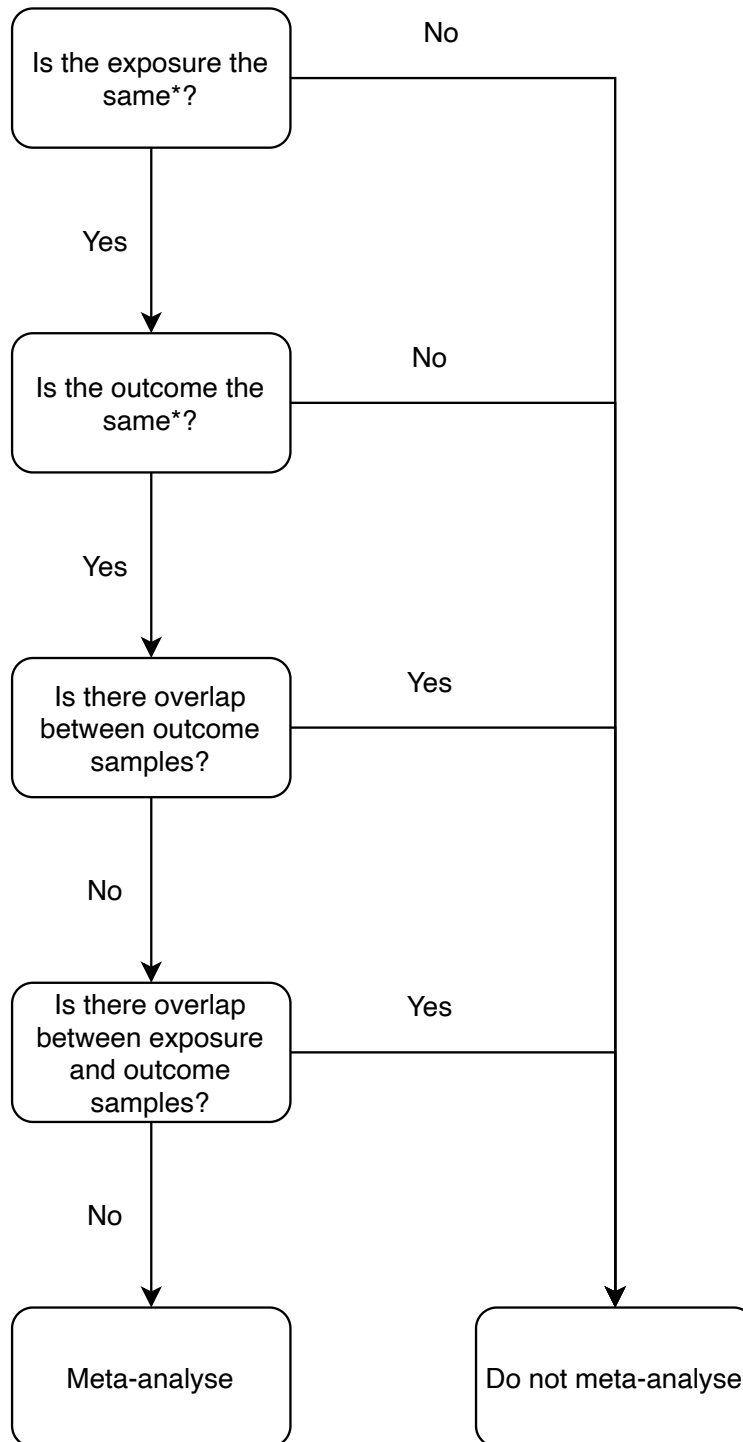 No
Is the exposure the
same*?
Yes
No
Is the outcome the
same*?
Yes
Yes
Is there overlap
between outcome
samples?
No
Yes
Is there overlap
between exposure
and outcome
samples?
No
Meta-analyse
Do not meta-analyse